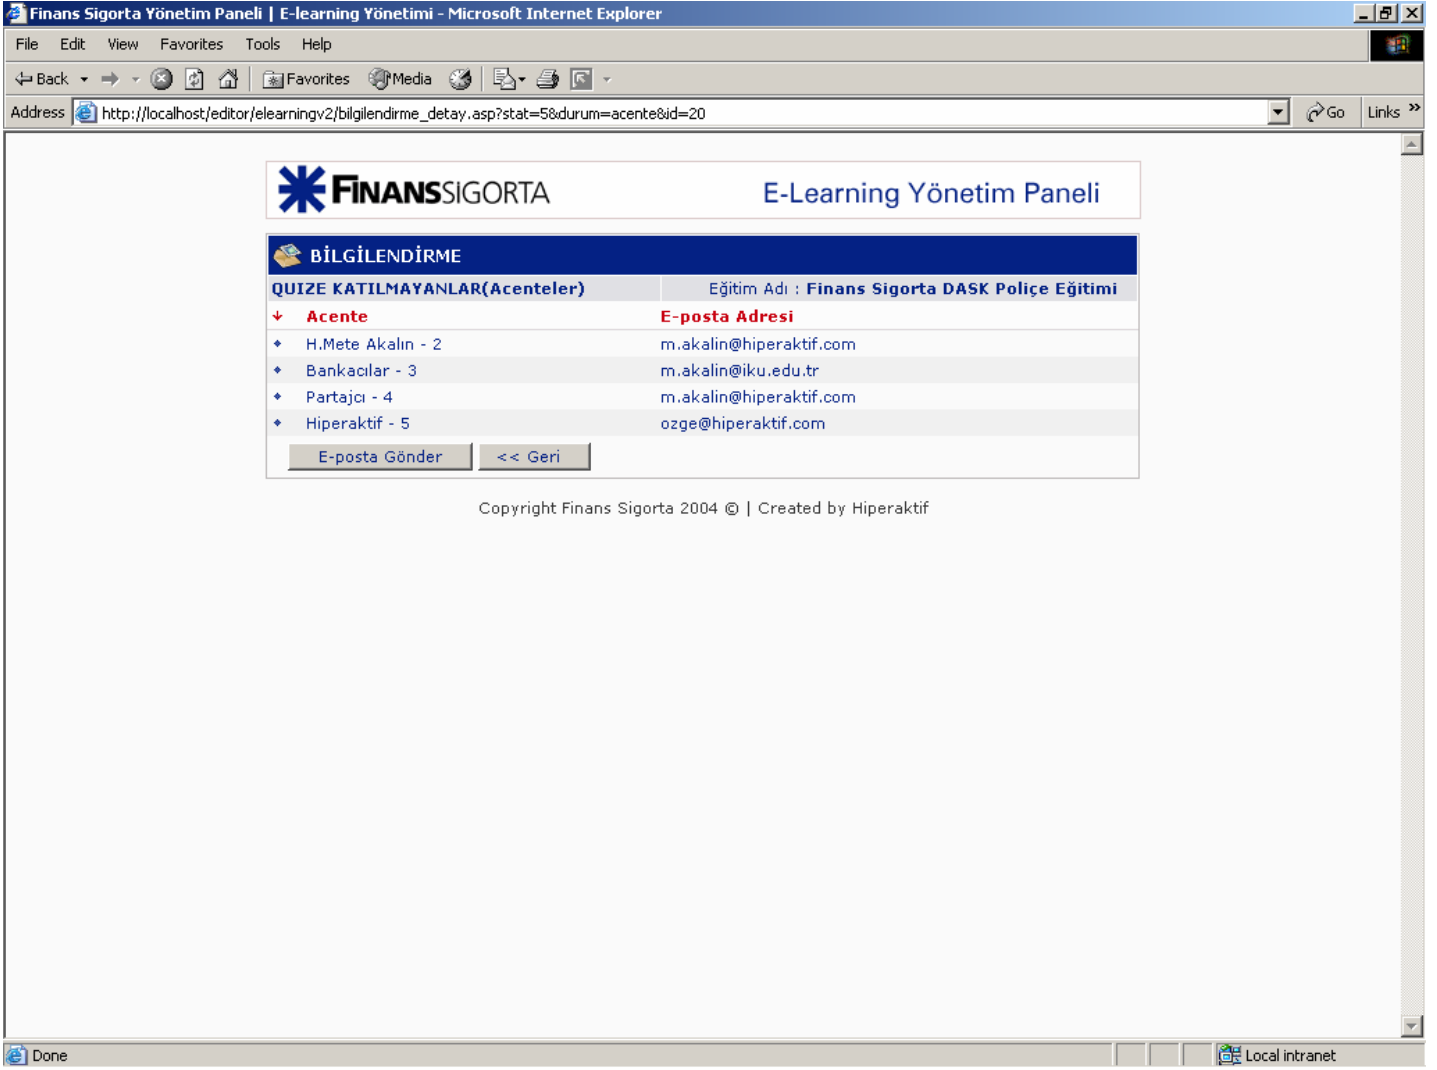 Finans Sigorta Yönetim Paneli | E-learning Yönetimi - Microsoft Internet Explorer
File Edit View Favorites Tools Help
Back Favorites Media
Address http://localhost/editor/elearningv2/bilgilendirme_detay.asp?stat=5&durum=acente&id=20 Go Links »
FINANSSİGORTA E-Learning Yönetim Paneli
BİLGİLENDİRME
QUIZE KATILMAYANLAR(Acenteler) Eğitim Adı : Finans Sigorta DASK Poliçe Eğitimi
Acente E-posta Adresi
H.Mete Akalın - 2 m.akalin@hiperaktif.com
Bankacılar - 3 m.akalin@iku.edu.tr
Partajcı - 4 m.akalin@hiperaktif.com
Hiperaktif - 5 ozge@hiperaktif.com
E-posta Gönder << Geri
Copyright Finans Sigorta 2004 © | Created by Hiperaktif
Done Local intranet